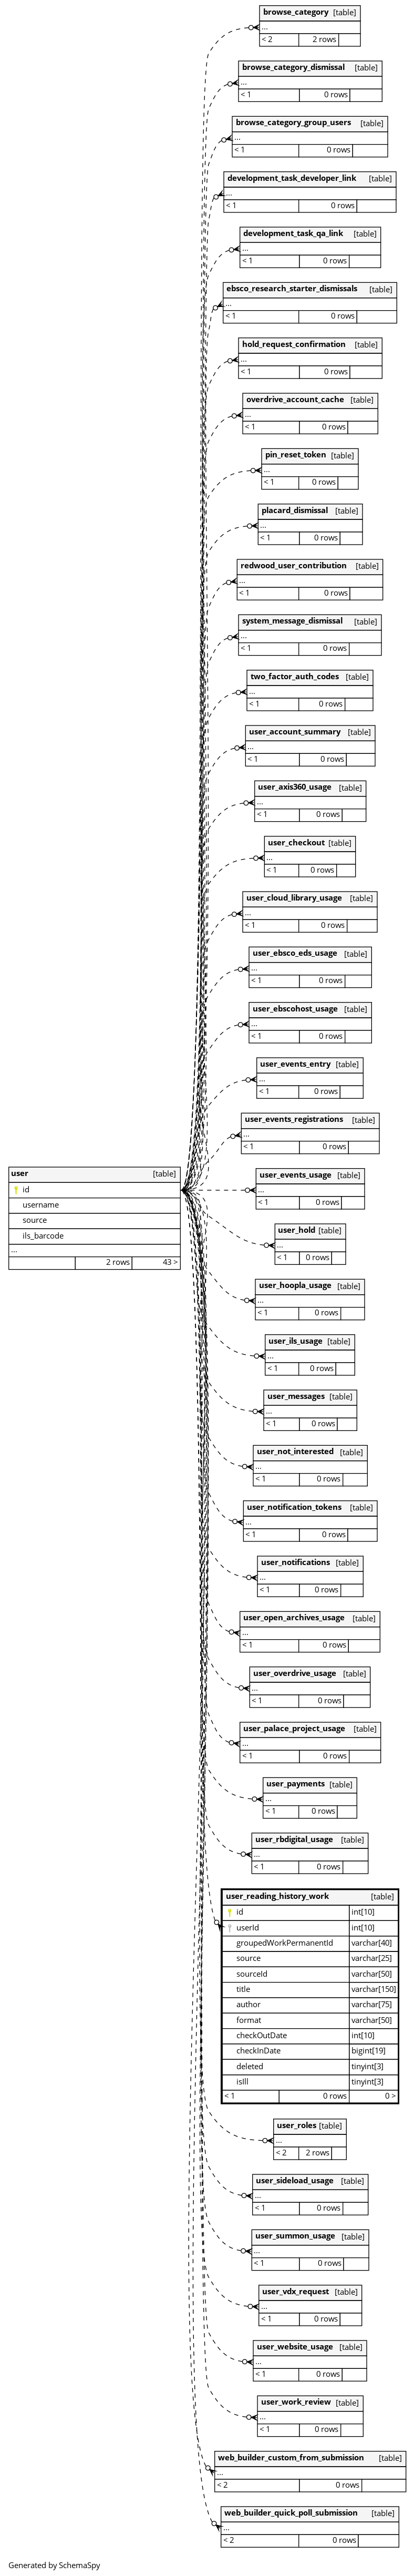 browse_category [table]
...
< 2 2 rows
browse_category_dismissal [table]
...
< 1 0 rows
browse_category_group_users [table]
...
< 1 0 rows
development_task_developer_link [table]
...
< 1 0 rows
development_task_qa_link [table]
...
< 1 0 rows
ebsco_research_starter_dismissals [table]
...
< 1 0 rows
hold_request_confirmation [table]
...
< 1 0 rows
overdrive_account_cache [table]
...
< 1 0 rows
pin_reset_token [table]
...
< 1 0 rows
placard_dismissal [table]
...
< 1 0 rows
redwood_user_contribution [table]
...
< 1 0 rows
system_message_dismissal [table]
...
< 1 0 rows
two_factor_auth_codes [table]
...
< 1 0 rows
user_account_summary [table]
...
< 1 0 rows
user_axis360_usage [table]
...
< 1 0 rows
user_checkout [table]
...
< 1 0 rows
user_cloud_library_usage [table]
...
< 1 0 rows
user_ebsco_eds_usage [table]
...
< 1 0 rows
user_ebscohost_usage [table]
...
< 1 0 rows
user_events_entry [table]
...
< 1 0 rows
user_events_registrations [table]
...
< 1 0 rows
user [table]
id
username
source
ils_barcode
...
2 rows 43 >
user_events_usage [table]
...
< 1 0 rows
user_hold [table]
...
< 1 0 rows
user_hoopla_usage [table]
...
< 1 0 rows
user_ils_usage [table]
...
< 1 0 rows
user_messages [table]
...
< 1 0 rows
user_not_interested [table]
...
< 1 0 rows
user_notification_tokens [table]
...
< 1 0 rows
user_notifications [table]
...
< 1 0 rows
user_open_archives_usage [table]
...
< 1 0 rows
user_overdrive_usage [table]
...
< 1 0 rows
user_palace_project_usage [table]
...
< 1 0 rows
user_payments [table]
...
< 1 0 rows
user_rbdigital_usage [table]
...
< 1 0 rows
user_reading_history_work [table]
id int[10]
userId int[10]
groupedWorkPermanentId varchar[40]
source varchar[25]
sourceId varchar[50]
title varchar[150]
author varchar[75]
format varchar[50]
checkOutDate int[10]
checkInDate bigint[19]
deleted tinyint[3]
isIll tinyint[3]
< 1 0 rows 0 >
user_roles [table]
...
< 2 2 rows
user_sideload_usage [table]
...
< 1 0 rows
user_summon_usage [table]
...
< 1 0 rows
user_vdx_request [table]
...
< 1 0 rows
user_website_usage [table]
...
< 1 0 rows
user_work_review [table]
...
< 1 0 rows
web_builder_custom_from_submission [table]
...
< 2 0 rows
web_builder_quick_poll_submission [table]
...
< 2 0 rows
Generated by SchemaSpy